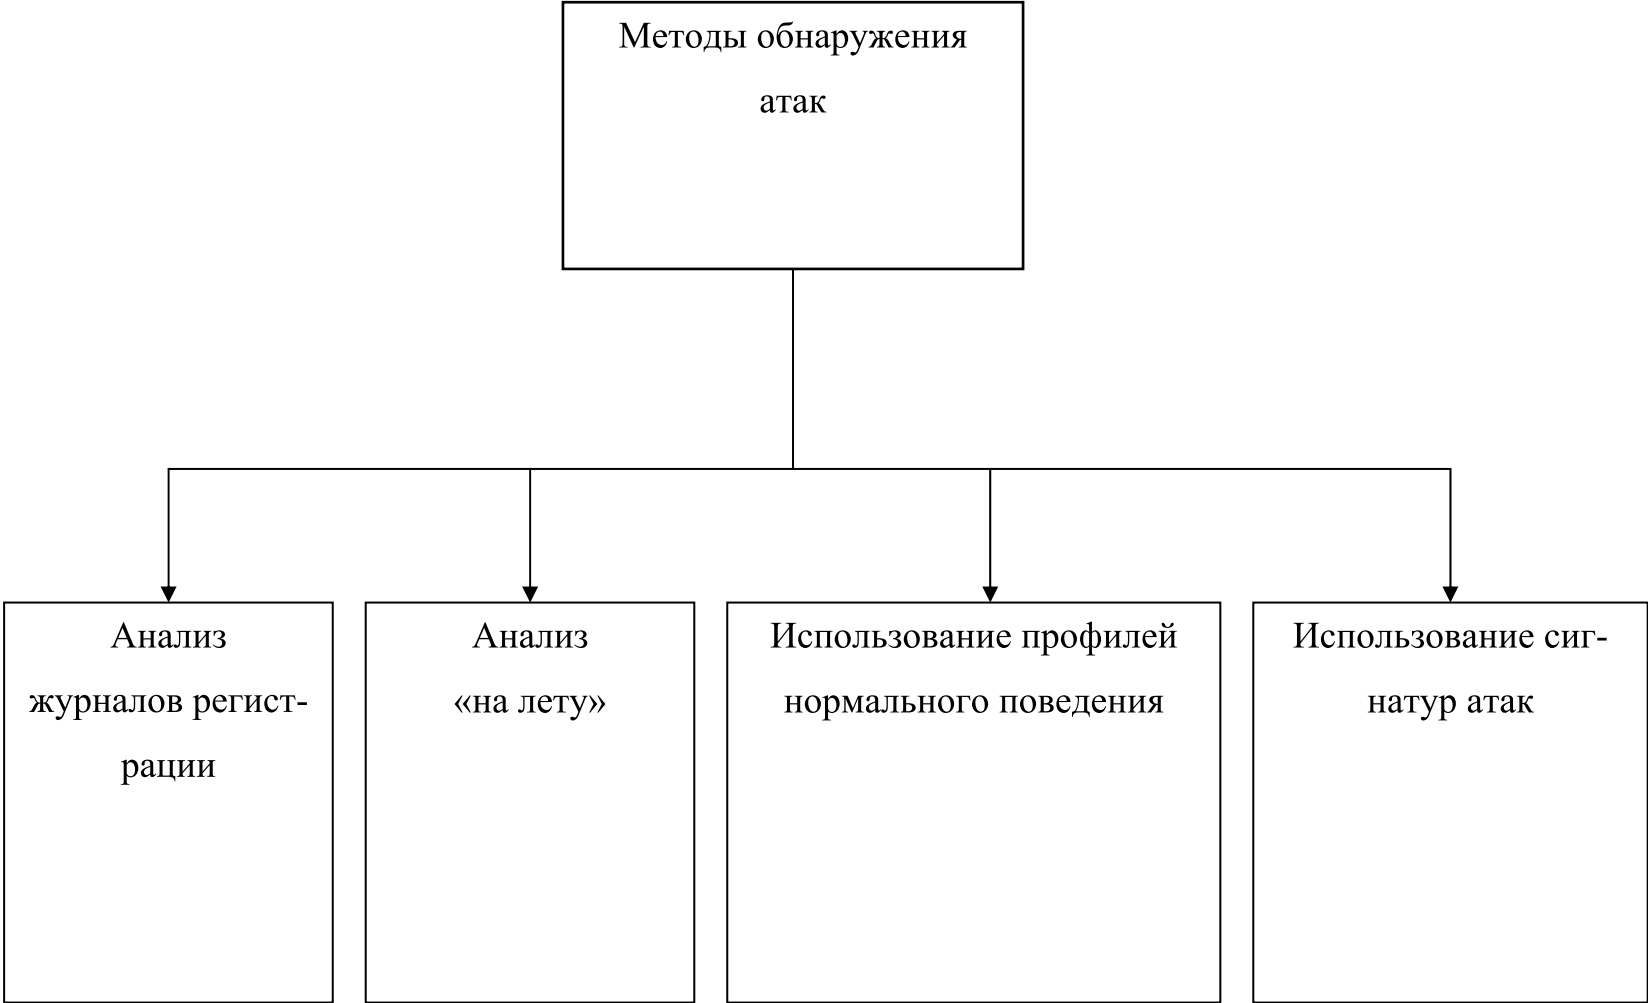 Методы обнаружения
атак
Анализ
журналов регист-
рации
Анализ
«на лету»
Использование профилей
нормального поведения
Использование сиг-
натур атак